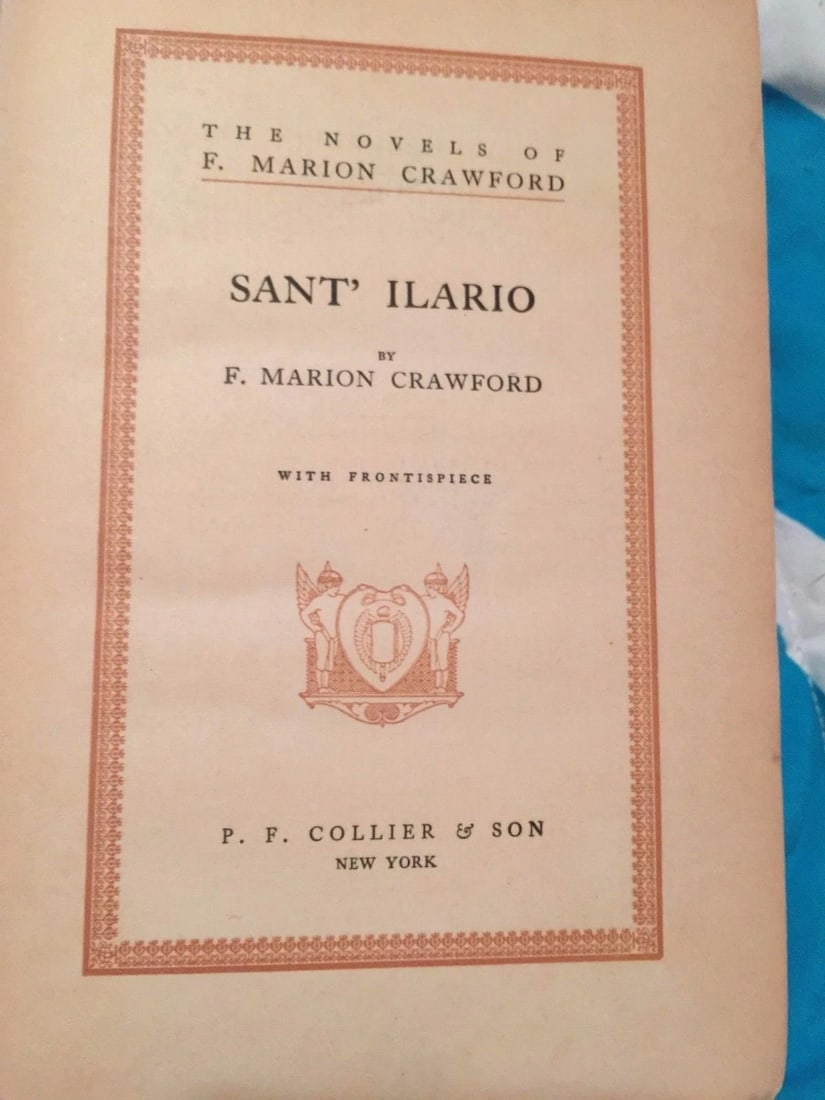 THE NOVELS OF
F. MARION CRAWFORD
SANT' ILARIO
BY
F. MARION CRAWFORD
WITH FRONTISPIECE
P. F. COLLIER & SON
NEW YORK